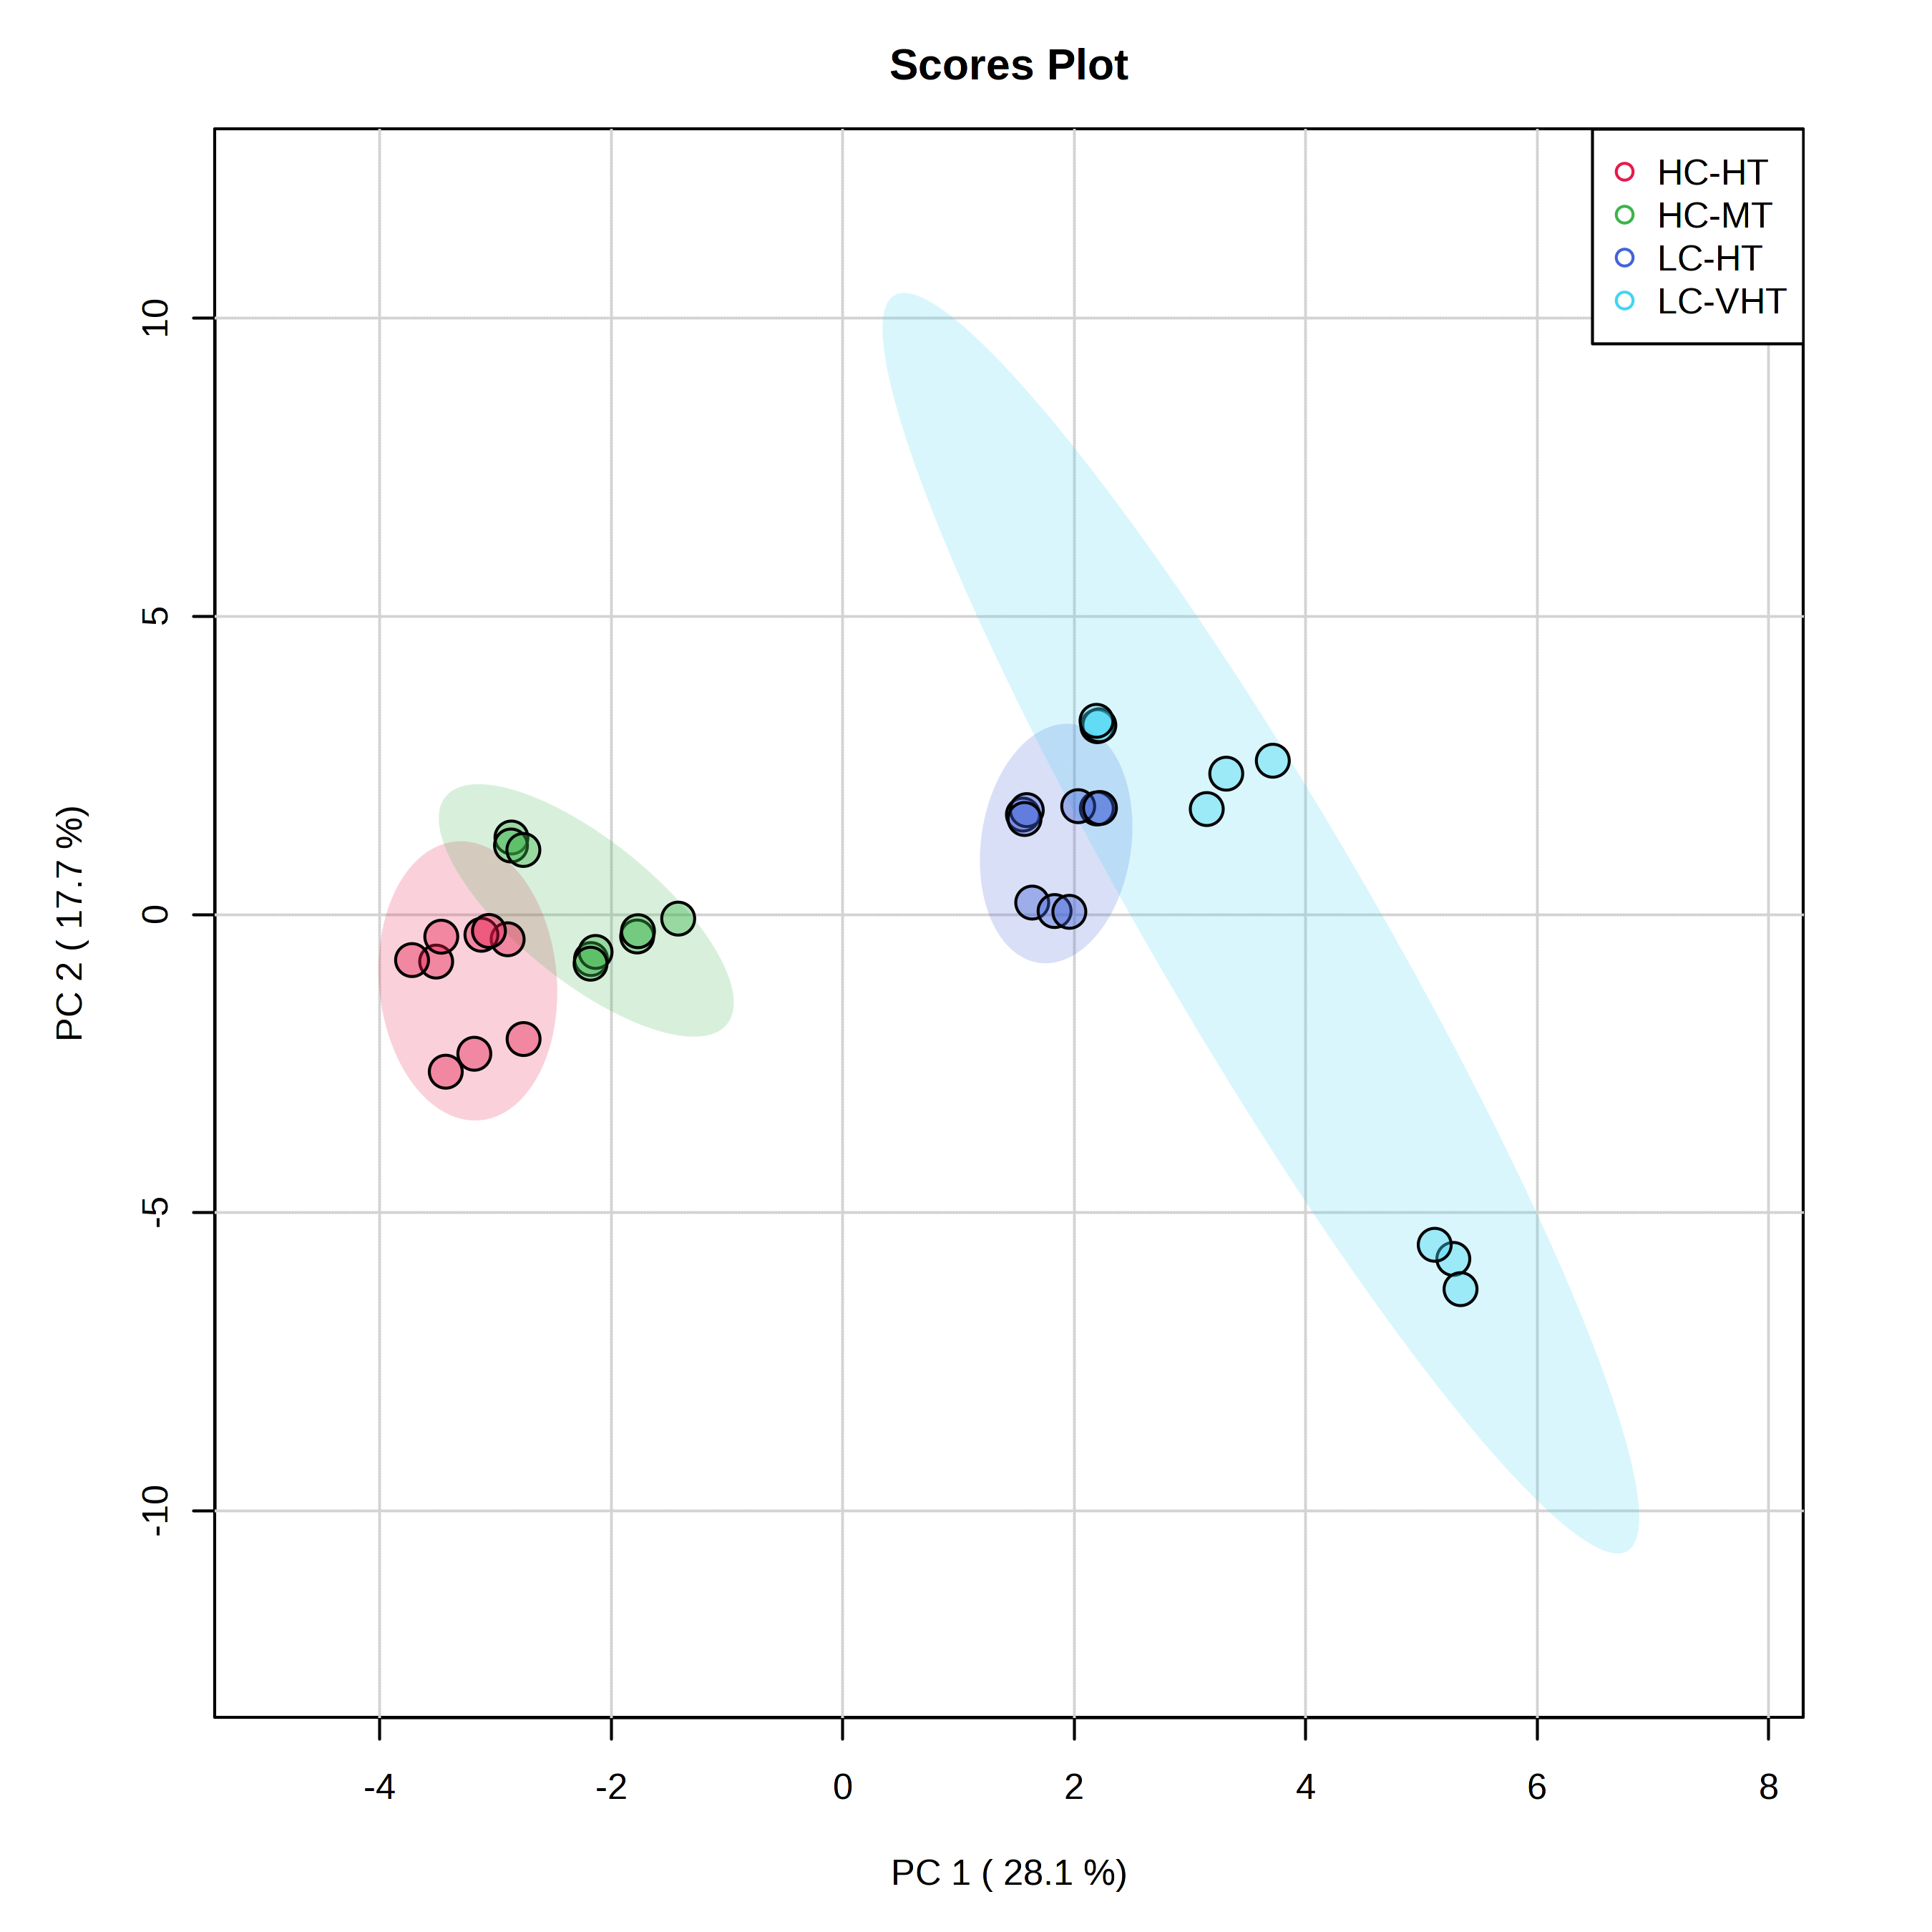 Scores Plot
HC-HT
HC-MT
LC-HT
LC-VHT
10
5
0
-5
-10
PC 2 ( 17.7 %)
-4
-2
0
2
4
6
8
PC 1 ( 28.1 %)